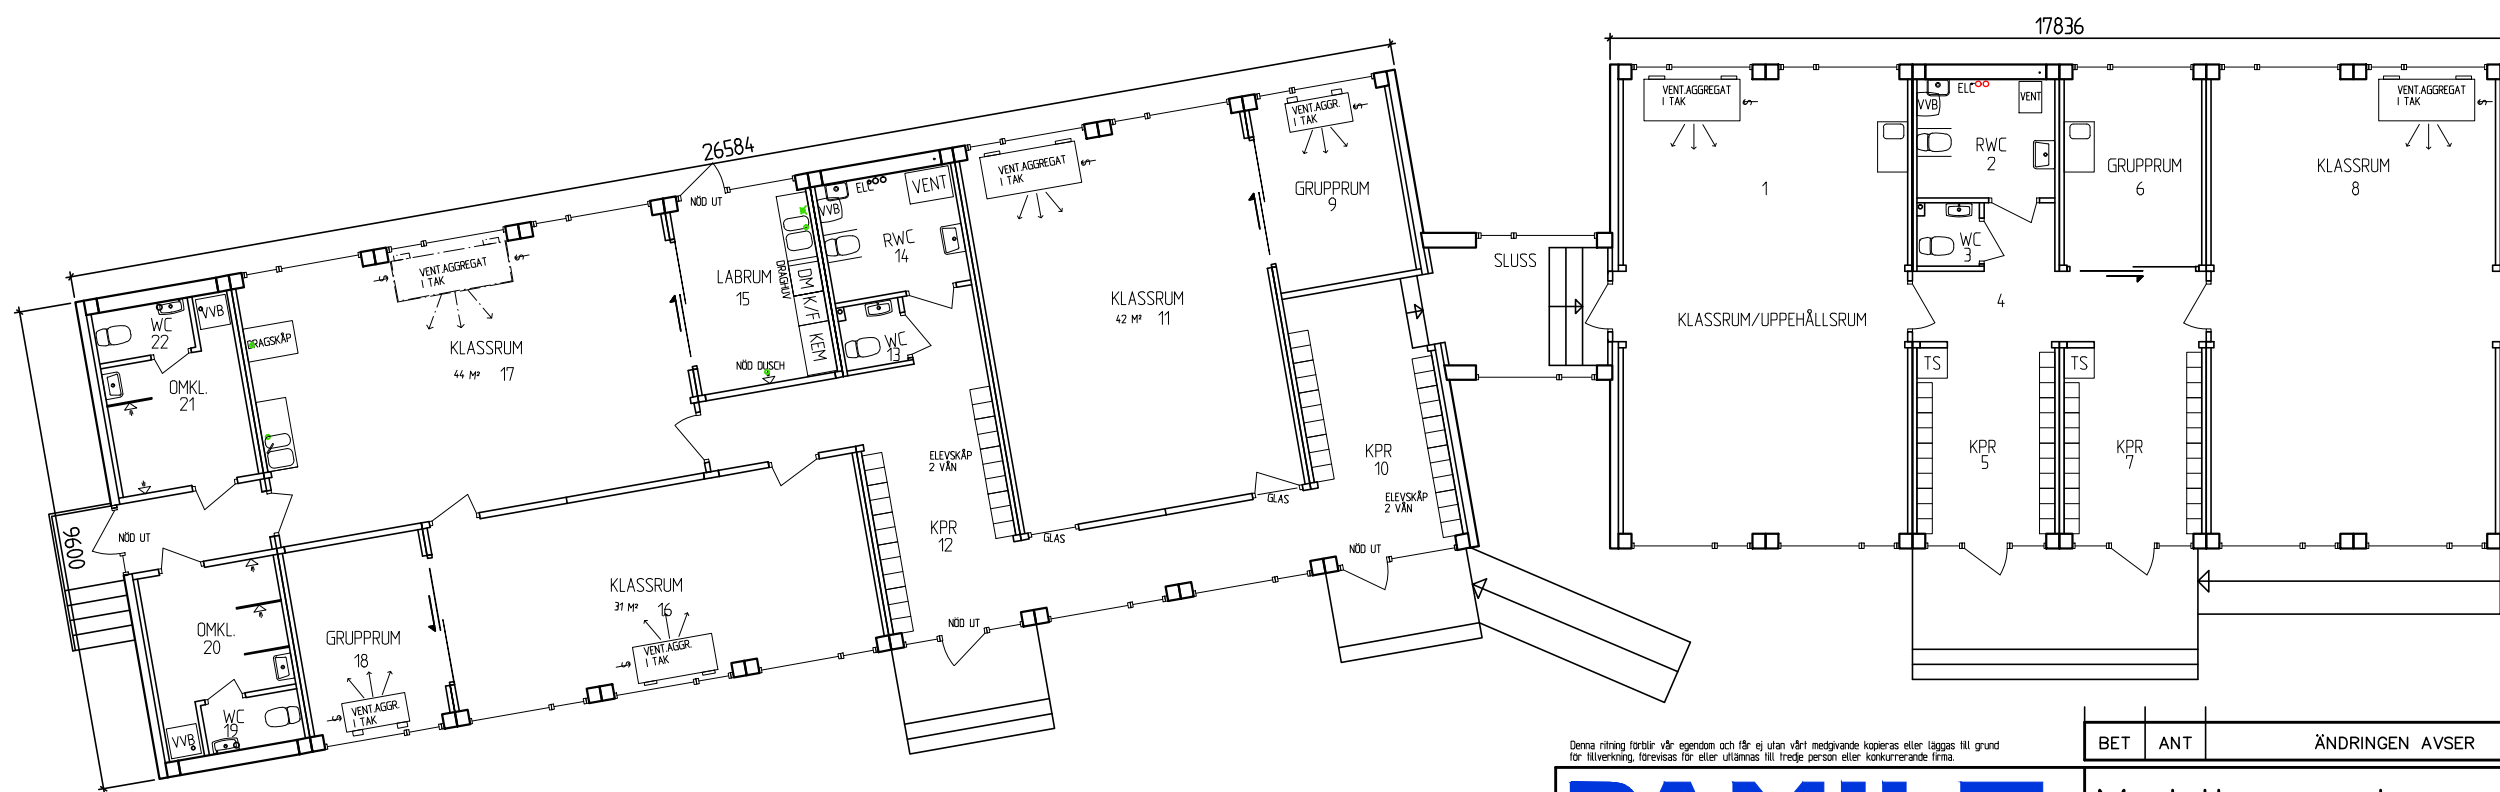 17836
26584
9600
WC
22
VVB
OMKL.
21
DRAGSKÅP
VENT.AGGREGAT
I TAK
KLASSRUM
44 M² 17
NÖD UT
LABRUM
15
DRAGHUV
DM
K/F
KEM
NÖD DUSCH
VVB
ELC
VENT
RWC
14
WC
13
VENT.AGGREGAT
I TAK
KLASSRUM
42 M² 11
VENT.AGGR.
I TAK
GRUPPRUM
9
ELEVSKÅP
2 VÅN
KPR
12
GLAS
GLAS
KPR
10
ELEVSKÅP
2 VÅN
NÖD UT
NÖD UT
NÖD UT
OMKL.
20
WC
19
VVB
GRUPPRUM
18
VENT.AGGR.
I TAK
KLASSRUM
31 M² 16
VENT.AGGR.
I TAK
SLUSS
VENT.AGGREGAT
I TAK
1
KLASSRUM/UPPEHÅLLSRUM
VVB
ELC
VENT
RWC
2
WC
3
GRUPPRUM
6
VENT.AGGREGAT
I TAK
KLASSRUM
8
4
TS
TS
KPR
5
KPR
7
Denna ritning förblir vår egendom och får ej utan vårt medgivande kopieras eller läggas till grund
för tillverkning, förevisas för eller utlämnas till tredje person eller konkurrerande firma.
BET ANT ÄNDRINGEN AVSER